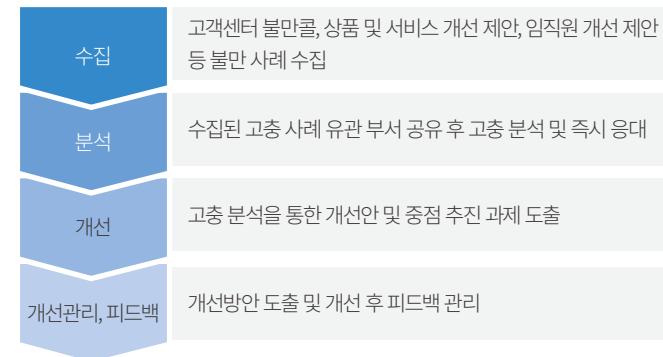 수집
고객센터 불만콜, 상품 및 서비스 개선 제안, 임직원 개선 제안
등 불만 사례 수집
분석
수집된 고충 사례 유관 부서 공유 후 고충 분석 및 즉시 응대
개선
고충 분석을 통한 개선안 및 중점 추진 과제 도출
개선관리, 피드백
개선방안 도출 및 개선 후 피드백 관리